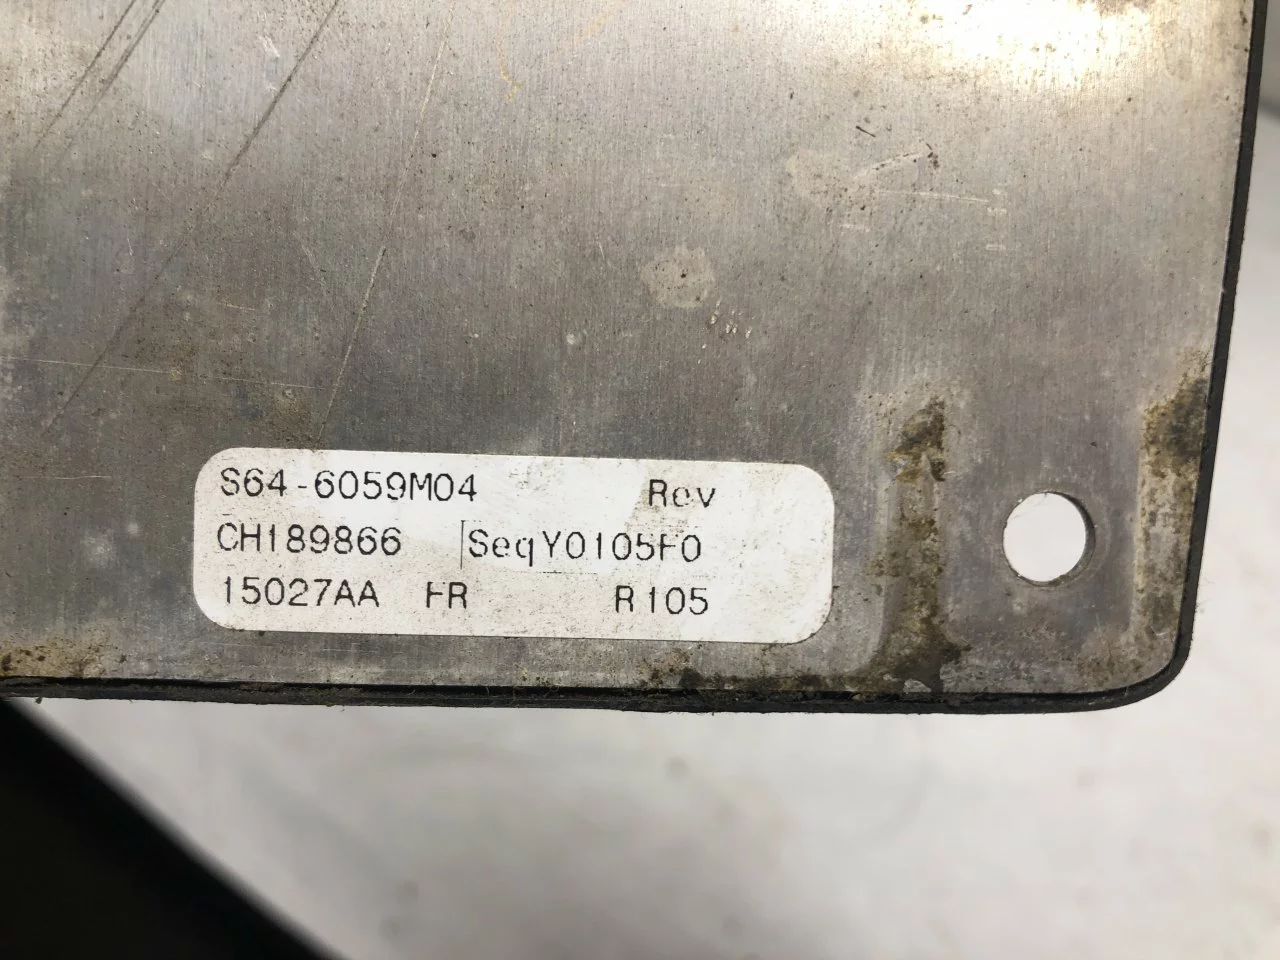 S64-6059M04 Rev
CH189866 SeqY0105F0
15027AA FR R105